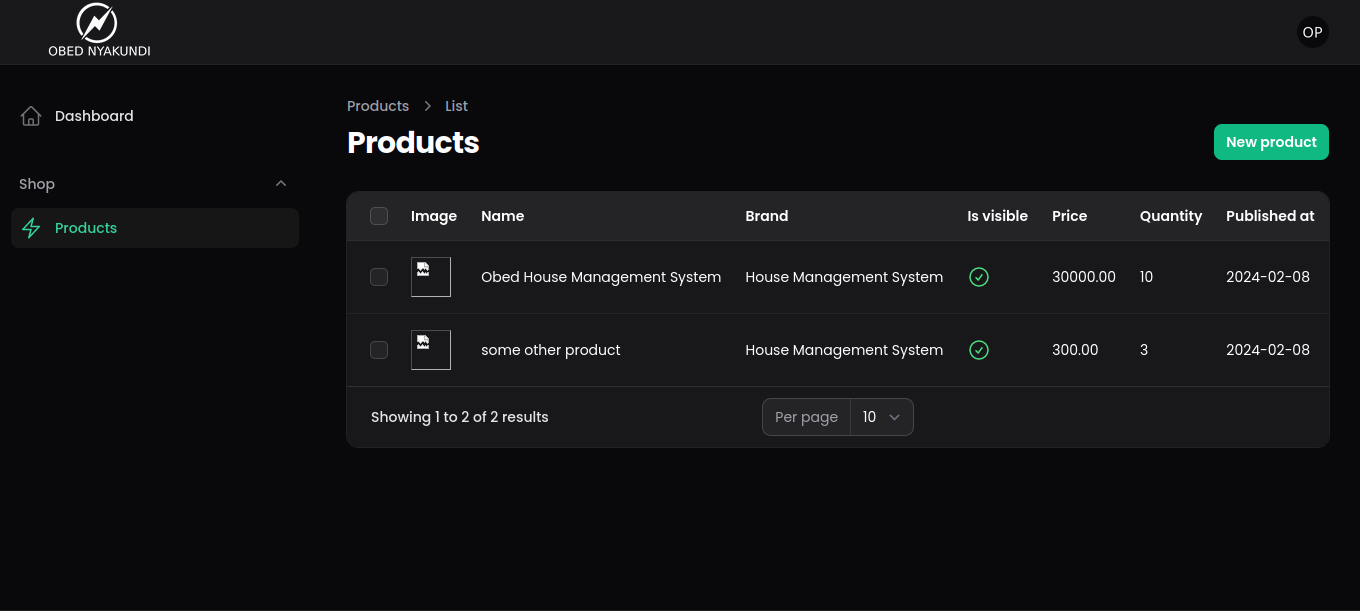 OBED NYAKUNDI
OP
Dashboard
Shop
Products
Products > List
Products
New product
Image Name Brand Is visible Price Quantity Published at
Obed House Management System House Management System 30000.00 10 2024-02-08
some other product House Management System 300.00 3 2024-02-08
Showing 1 to 2 of 2 results
Per page 10